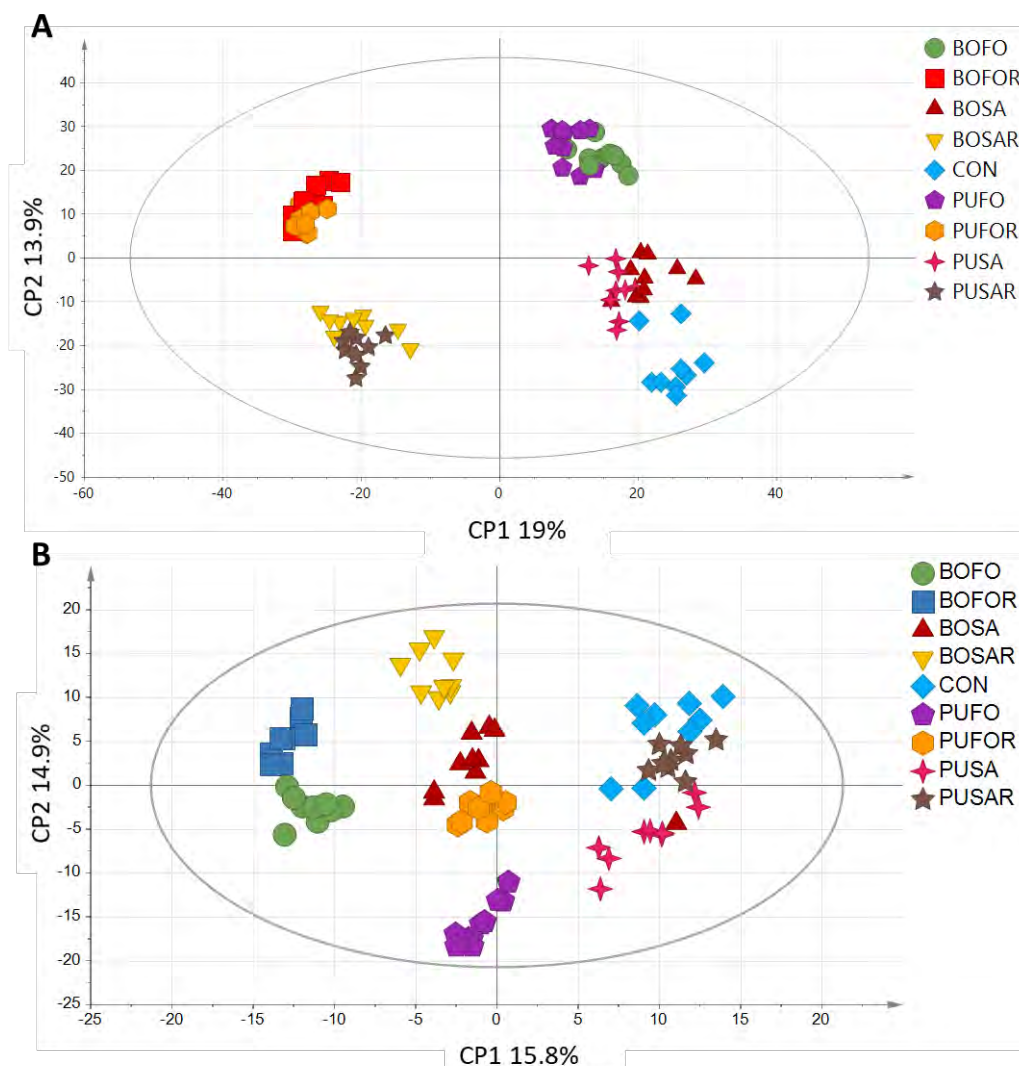 A
BOFO
BOFOR
BOSA
BOSAR
CON
PUFO
PUFOR
PUSA
PUSAR
40
30
20
10
0
-10
-20
-30
-40
-50
-60
-40
-20
0
20
40
CP2 13.9%
CP1 19%
B
BOFO
BOFOR
BOSA
BOSAR
CON
PUFO
PUFOR
PUSA
PUSAR
20
15
10
5
0
-5
-10
-15
-20
-25
-25
-20
-15
-10
-5
0
5
10
15
20
CP2 14.9%
CP1 15.8%